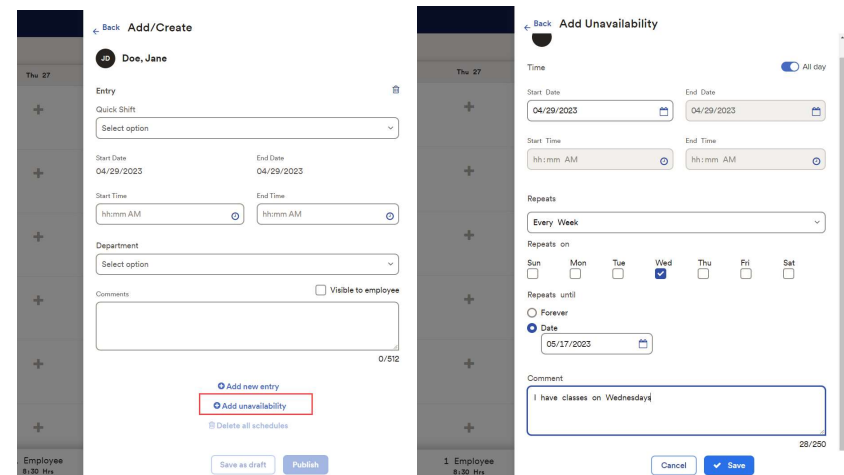 Back Add/Create
JD Doe, Jane
Thu 27
Entry
Quick Shift
Select option
Start Date End Date
04/29/2023 04/29/2023
Start Time End Time
hh:mm AM hh:mm AM
Department
Select option
Comments Visible to employee
0/512
Add new entry
Add unavailability
Delete all schedules
Employee
8:30 Hrs
Save as draft Publish
Back Add Unavailability
Thu 27
Time All day
Start Date End Date
04/29/2023 04/29/2023
Start Time End Time
hh:mm AM hh:mm AM
Repeats
Every Week
Repeats on
Sun Mon Tue Wed Thu Fri Sat
Repeats until
Forever
Date
05/17/2023
Comment
I have classes on Wednesdays
28/250
1 Employee
8:30 Hrs
Cancel Save